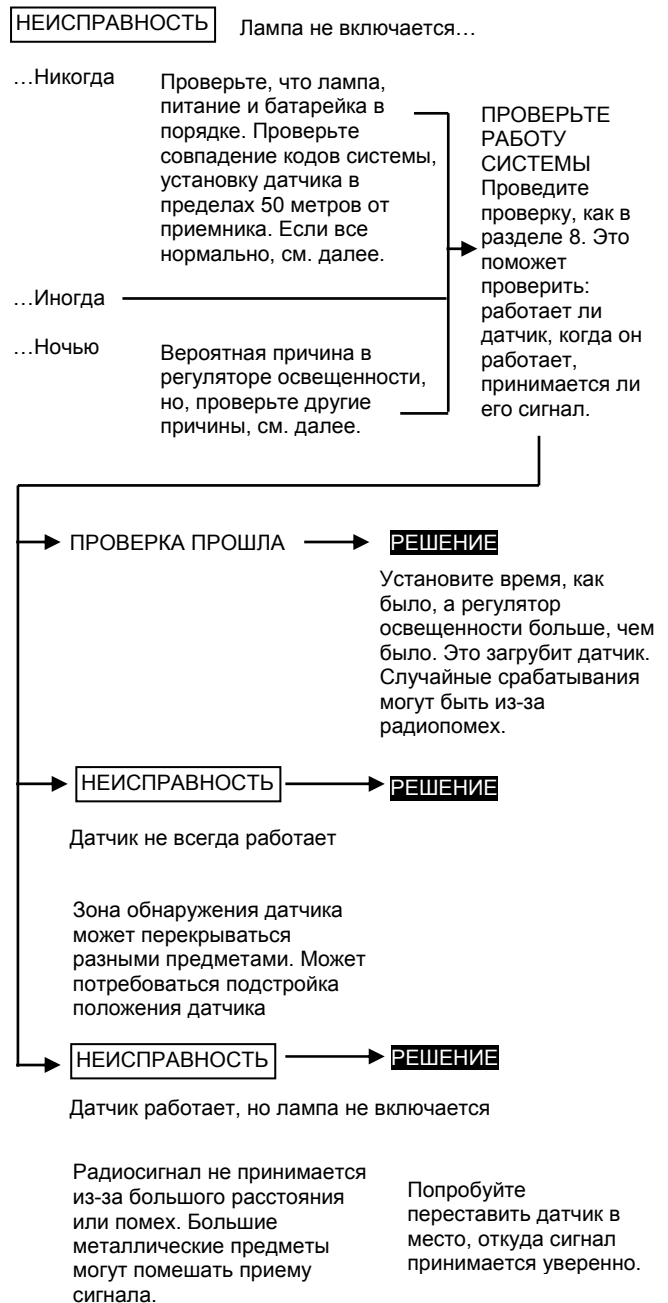 НЕИСПРАВНОСТЬ Лампа не включается…
…Никогда
Проверьте, что лампа,
питание и батарейка в
порядке. Проверьте
совпадение кодов системы,
установку датчика в
пределах 50 метров от
приемника. Если все
нормально, см. далее.
…Иногда
…Ночью
Вероятная причина в
регуляторе освещенности,
но, проверьте другие
причины, см. далее.
ПРОВЕРЬТЕ
РАБОТУ
СИСТЕМЫ
Проведите
проверку, как в
разделе 8. Это
поможет
проверить:
работает ли
датчик, когда он
работает,
принимается ли
его сигнал.
ПРОВЕРКА ПРОШЛА
РЕШЕНИЕ
Установите время, как
было, а регулятор
освещенности больше, чем
было. Это загрубит датчик.
Случайные срабатывания
могут быть из-за
радиопомех.
НЕИСПРАВНОСТЬ
РЕШЕНИЕ
Датчик не всегда работает
Зона обнаружения датчика
может перекрываться
разными предметами. Может
потребоваться подстройка
положения датчика
НЕИСПРАВНОСТЬ
РЕШЕНИЕ
Датчик работает, но лампа не включается
Радиосигнал не принимается
из-за большого расстояния
или помех. Большие
металлические предметы
могут помешать приему
сигнала.
Попробуйте
переставить датчик в
место, откуда сигнал
принимается уверенно.